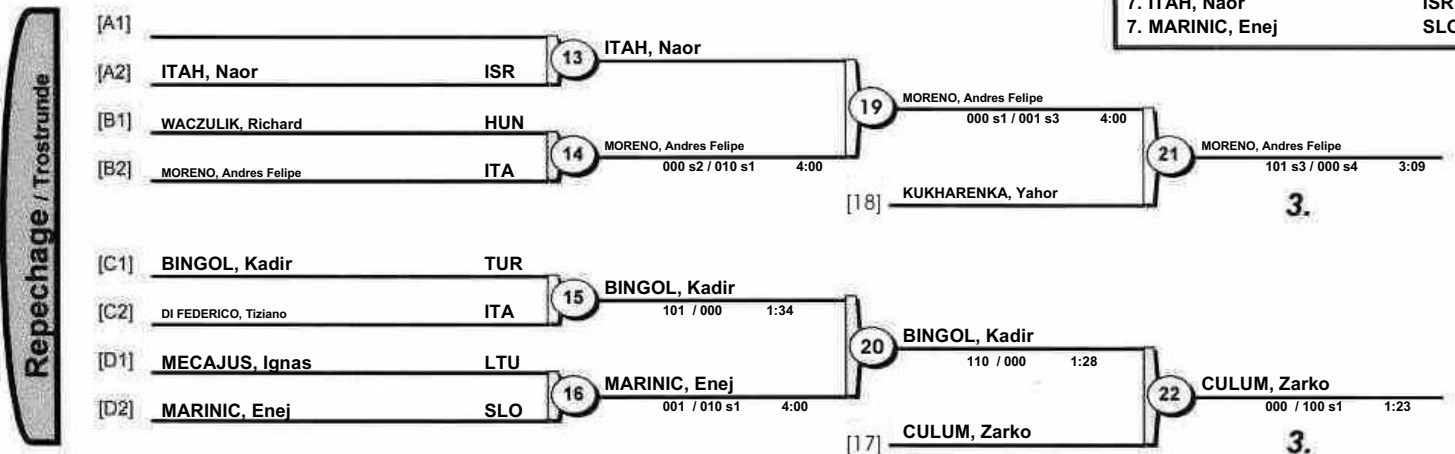 Repechage / Trostrunde
7. ITAH, Naor ISR
7. MARINIC, Enej SLO
[A1]
[A2] ITAH, Naor ISR
13 ITAH, Naor
[B1] WACZULIK, Richard HUN
[B2] MORENO, Andres Felipe ITA
14 MORENO, Andres Felipe
000 s2 / 010 s1 4:00
19 MORENO, Andres Felipe
000 s1 / 001 s3 4:00
[18] KUKHARENKA, Yahor
21 MORENO, Andres Felipe
101 s3 / 000 s4 3:09
3.
[C1] BINGOL, Kadir TUR
[C2] DI FEDERICO, Tiziano ITA
15 BINGOL, Kadir
101 / 000 1:34
[D1] MECAJUS, Ignas LTU
[D2] MARINIC, Enej SLO
16 MARINIC, Enej
001 / 010 s1 4:00
20 BINGOL, Kadir
110 / 000 1:28
[17] CULUM, Zarko
22 CULUM, Zarko
000 / 100 s1 1:23
3.